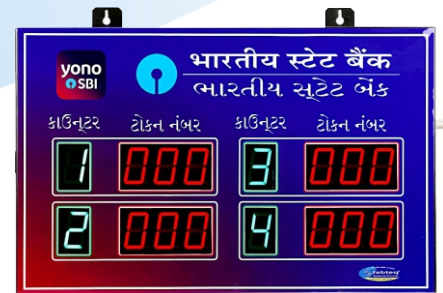 yono
SBI
भारतीय स्टेट बैंक
ભારતીય સ્ટેટ બેંક
કાઉન્ટર ટોકન નંબર કાઉન્ટર ટોકન નંબર
1 000 3 000
2 000 4 000
fabteq